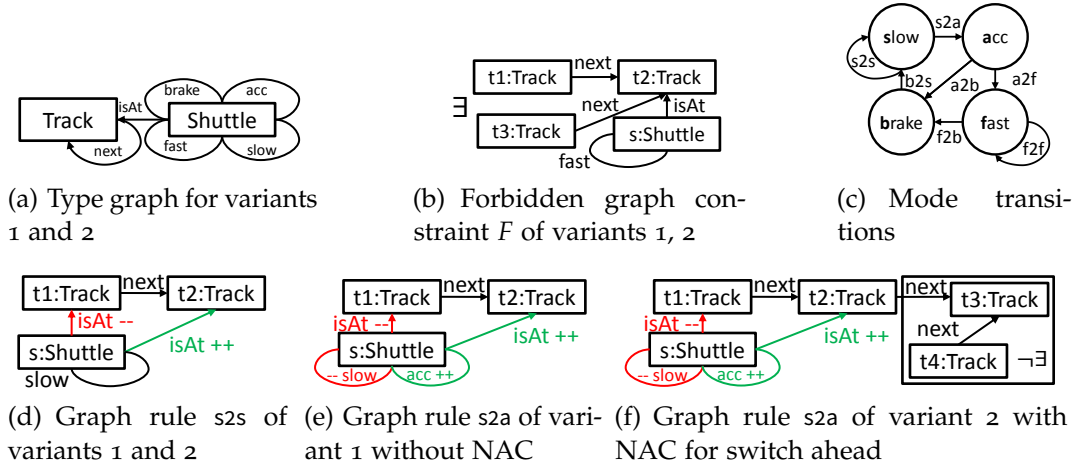 Track
isAt
next
brake
acc
Shuttle
fast
slow
(a) Type graph for variants
1 and 2
∃
t1:Track
next
t2:Track
next
isAt
t3:Track
s:Shuttle
fast
(b) Forbidden graph con-
straint F of variants 1, 2
slow
s2a
acc
s2s
b2s
a2b
a2f
brake
f2b
fast
f2f
(c) Mode transi-
tions
t1:Track
next
t2:Track
isAt --
isAt ++
s:Shuttle
slow
(d) Graph rule s2s of
variants 1 and 2
t1:Track
next
t2:Track
isAt --
isAt ++
s:Shuttle
-- slow
acc ++
(e) Graph rule s2a of vari-
ant 1 without NAC
t1:Track
next
t2:Track
next
t3:Track
isAt --
isAt ++
next
s:Shuttle
t4:Track
¬∃
-- slow
acc ++
(f) Graph rule s2a of variant 2 with
NAC for switch ahead